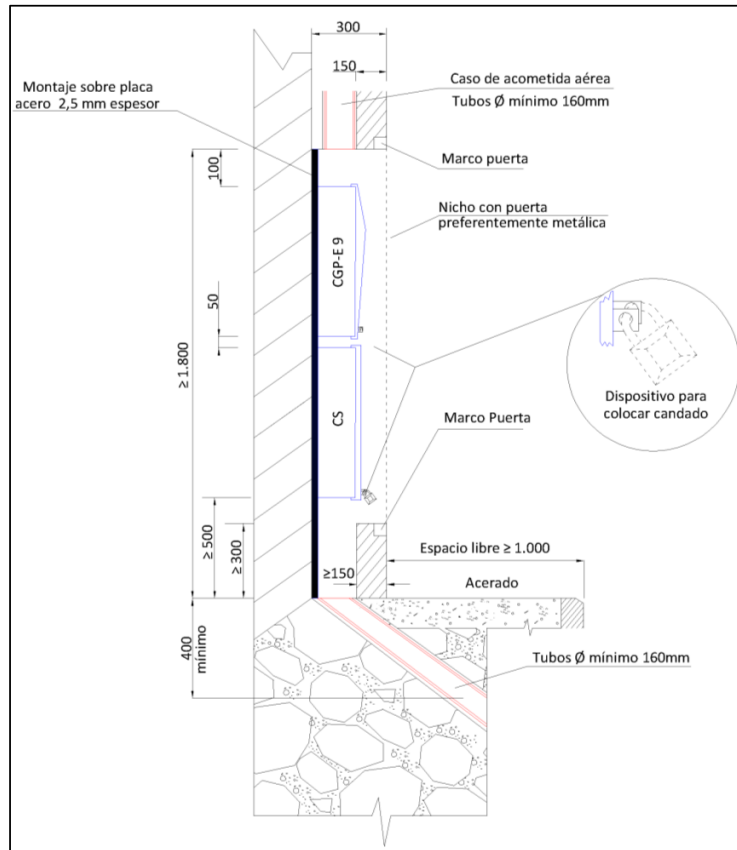 300
150
Caso de acometida aérea
Tubos Ø mínimo 160mm
Montaje sobre placa
acero 2,5 mm espesor
Marco puerta
100
Nicho con puerta
preferentemente metálica
CGP-E 9
50
≥ 1.800
Dispositivo para
colocar candado
CS
Marco Puerta
≥ 500
≥ 300
Espacio libre ≥ 1.000
≥150
Acerado
400
mínimo
Tubos Ø mínimo 160mm